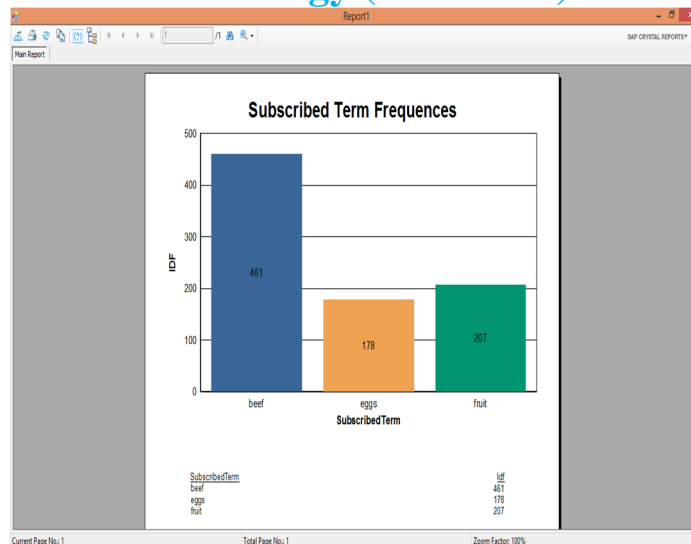 Report1
1 /1 SAP CRYSTAL REPORTS®
Main Report
Subscribed Term Frequences
500
400
300
200
100
0
IDF
461
178
207
beef eggs fruit
SubscribedTerm
SubscribedTerm Idf
beef 461
eggs 178
fruit 207
Current Page No.: 1 Total Page No.: 1 Zoom Factor: 100%